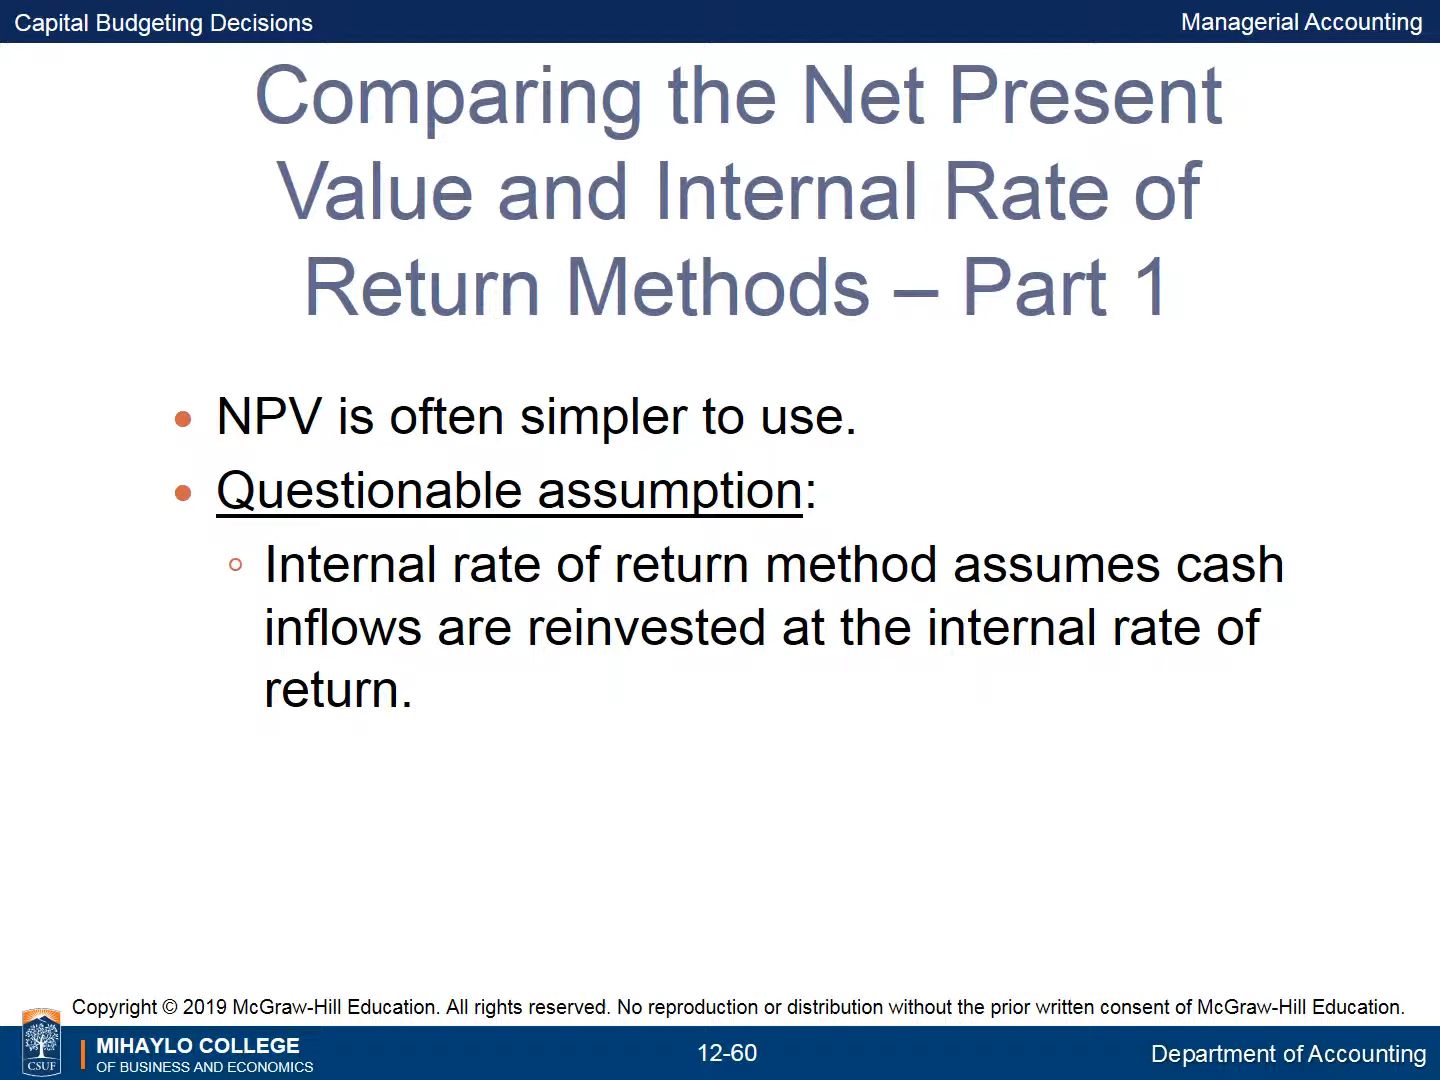 Capital Budgeting Decisions
Managerial Accounting
Comparing the Net Present
Value and Internal Rate of
Return Methods – Part 1
• NPV is often simpler to use.
• Questionable assumption:
◦ Internal rate of return method assumes cash
inflows are reinvested at the internal rate of
return.
Copyright © 2019 McGraw-Hill Education. All rights reserved. No reproduction or distribution without the prior written consent of McGraw-Hill Education.
CSUF
MIHAYLO COLLEGE
OF BUSINESS AND ECONOMICS
12-60
Department of Accounting